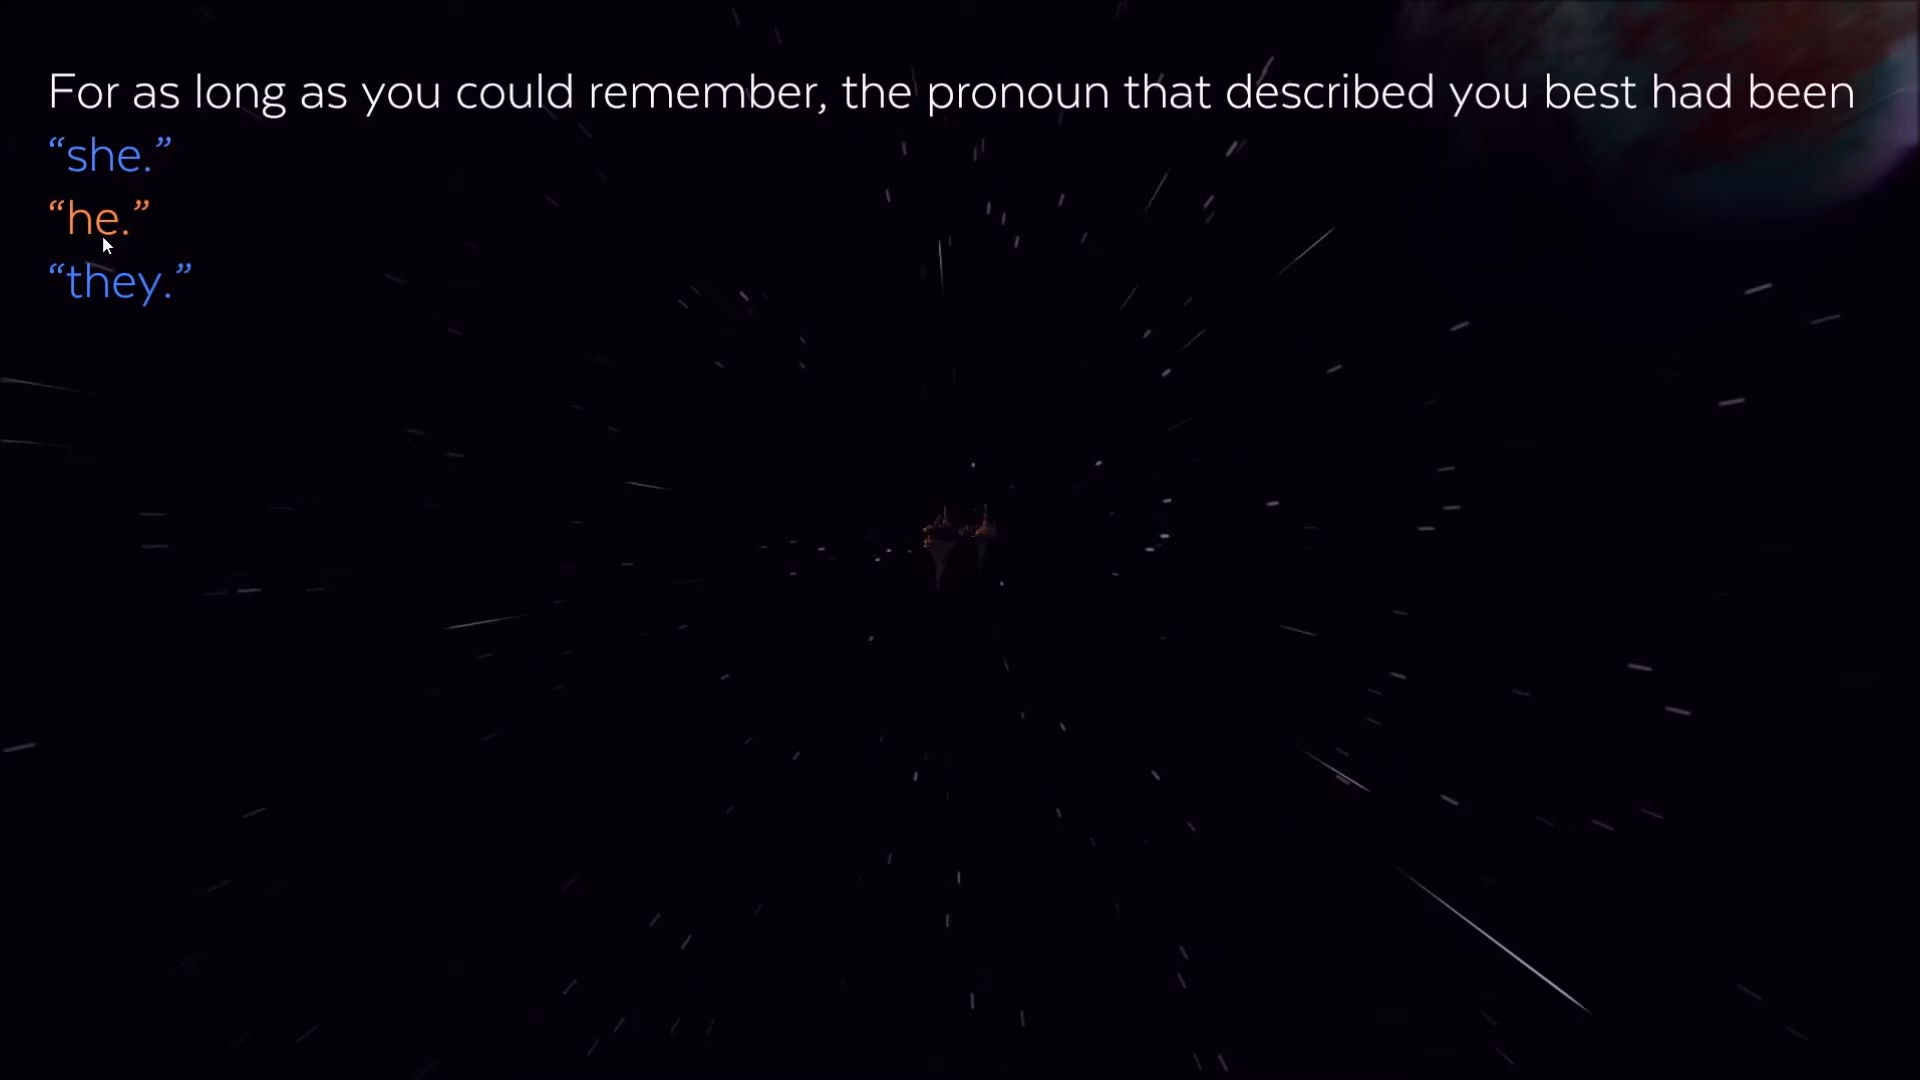 For as long as you could remember, the pronoun that described you best had been
“she.”
“he.”
“they.”